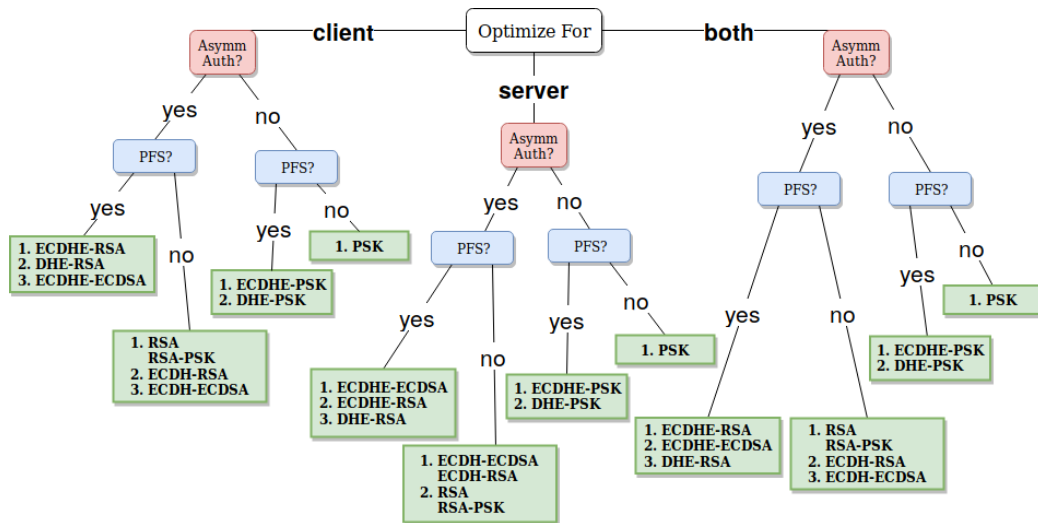 Optimize For
client
server
both
Asymm
Auth?
yes
no
PFS?
PFS?
yes
no
yes
no
1. ECDHE-RSA
2. DHE-RSA
3. ECDHE-ECDSA
1. RSA
RSA-PSK
2. ECDH-RSA
3. ECDH-ECDSA
1. ECDHE-PSK
2. DHE-PSK
1. PSK
Asymm
Auth?
yes
no
PFS?
PFS?
yes
no
yes
no
1. ECDHE-ECDSA
2. ECDHE-RSA
3. DHE-RSA
1. ECDH-ECDSA
ECDH-RSA
2. RSA
RSA-PSK
1. ECDHE-PSK
2. DHE-PSK
1. PSK
Asymm
Auth?
yes
no
PFS?
PFS?
yes
no
yes
no
1. ECDHE-RSA
2. ECDHE-ECDSA
3. DHE-RSA
1. RSA
RSA-PSK
2. ECDH-RSA
3. ECDH-ECDSA
1. ECDHE-PSK
2. DHE-PSK
1. PSK